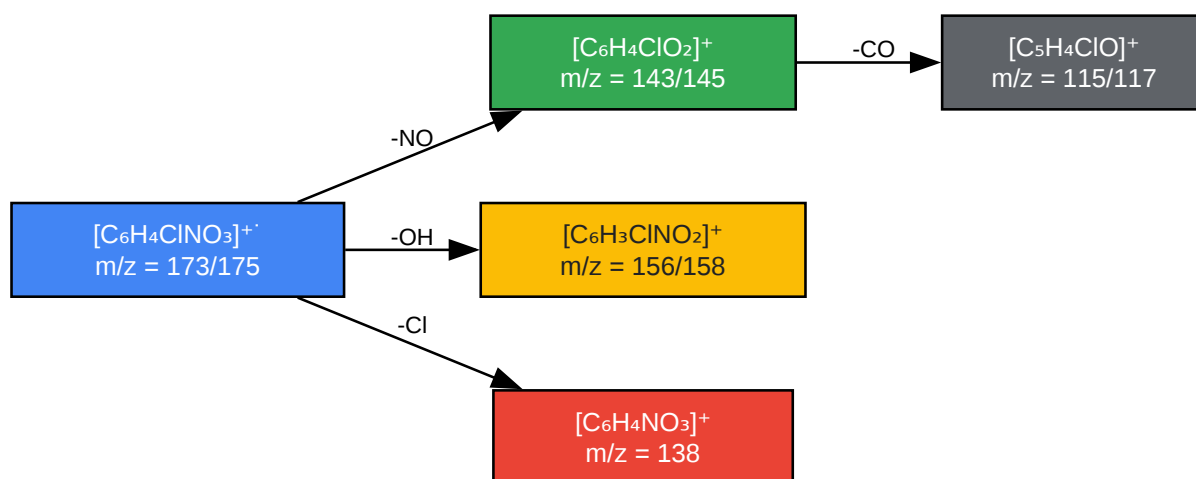 [C₆H₄ClO₂]⁺
m/z = 143/145
-CO
[C₅H₄ClO]⁺
m/z = 115/117
-NO
[C₆H₄ClNO₃]⁺˙
m/z = 173/175
-OH
[C₆H₃ClNO₂]⁺
m/z = 156/158
-Cl
[C₆H₄NO₃]⁺
m/z = 138